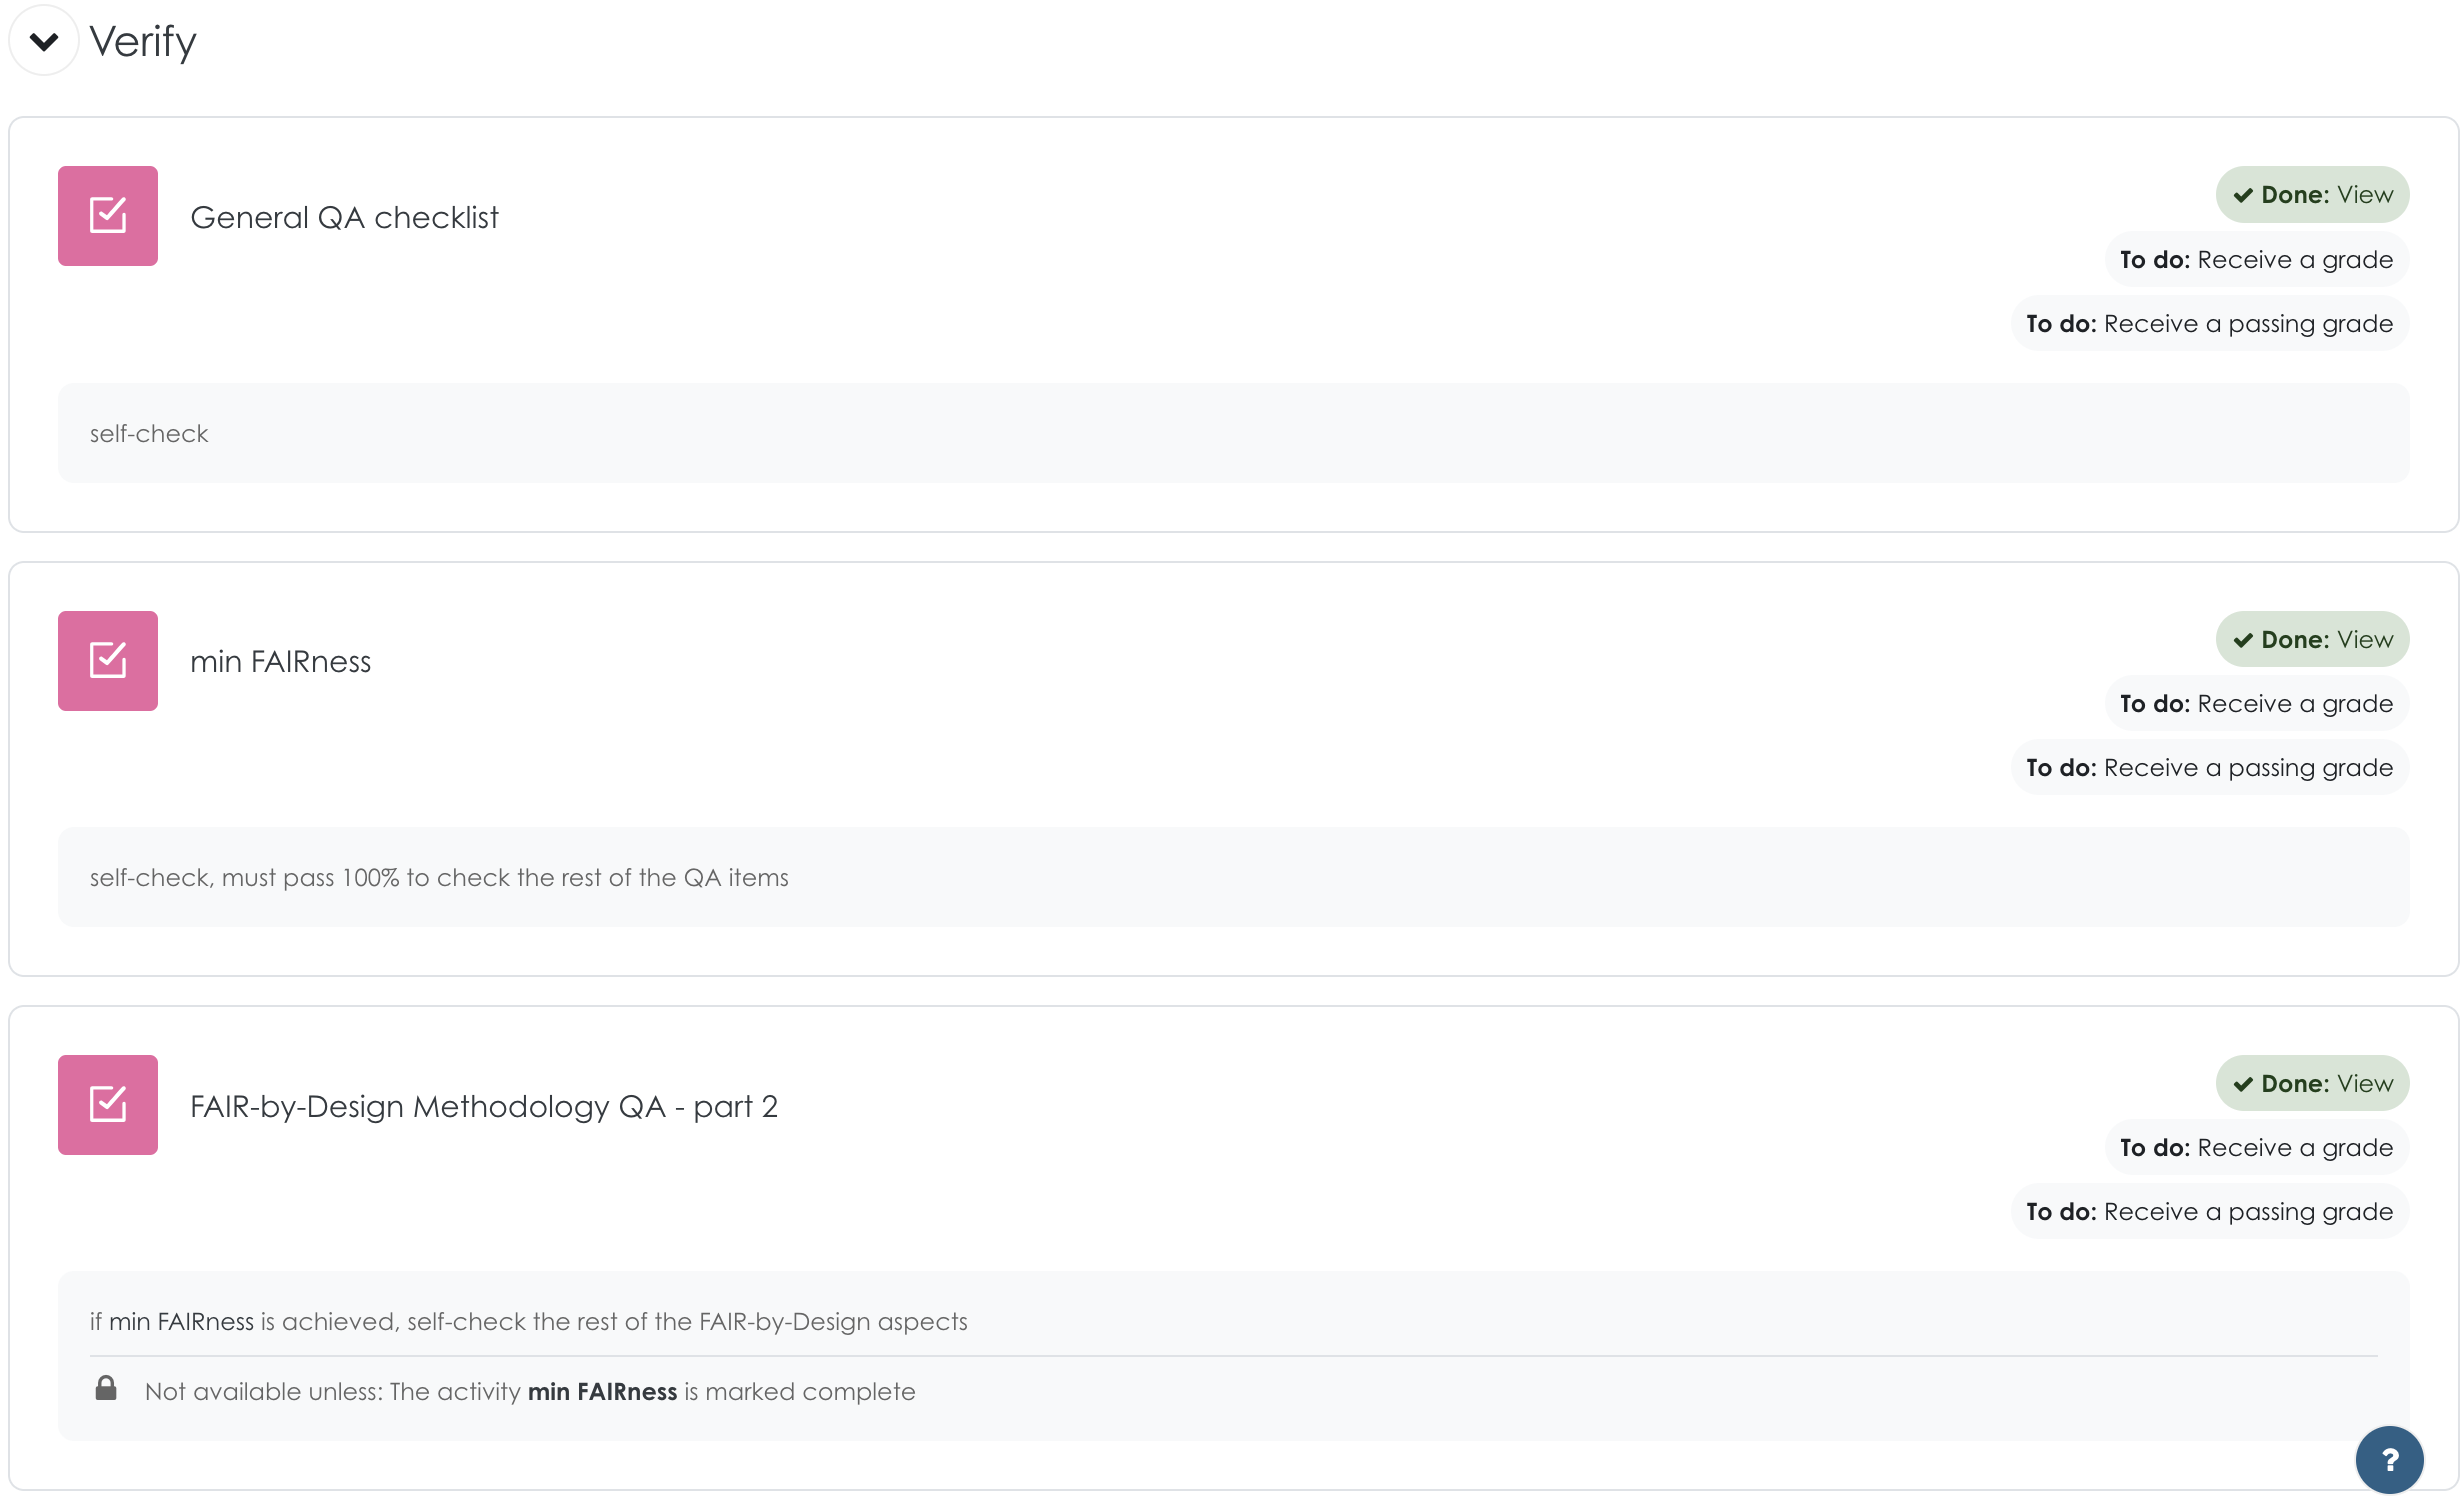 Verify
General QA checklist
Done: View
To do: Receive a grade
To do: Receive a passing grade
self-check
min FAIRness
Done: View
To do: Receive a grade
To do: Receive a passing grade
self-check, must pass 100% to check the rest of the QA items
FAIR-by-Design Methodology QA - part 2
Done: View
To do: Receive a grade
To do: Receive a passing grade
if min FAIRness is achieved, self-check the rest of the FAIR-by-Design aspects
Not available unless: The activity min FAIRness is marked complete
?